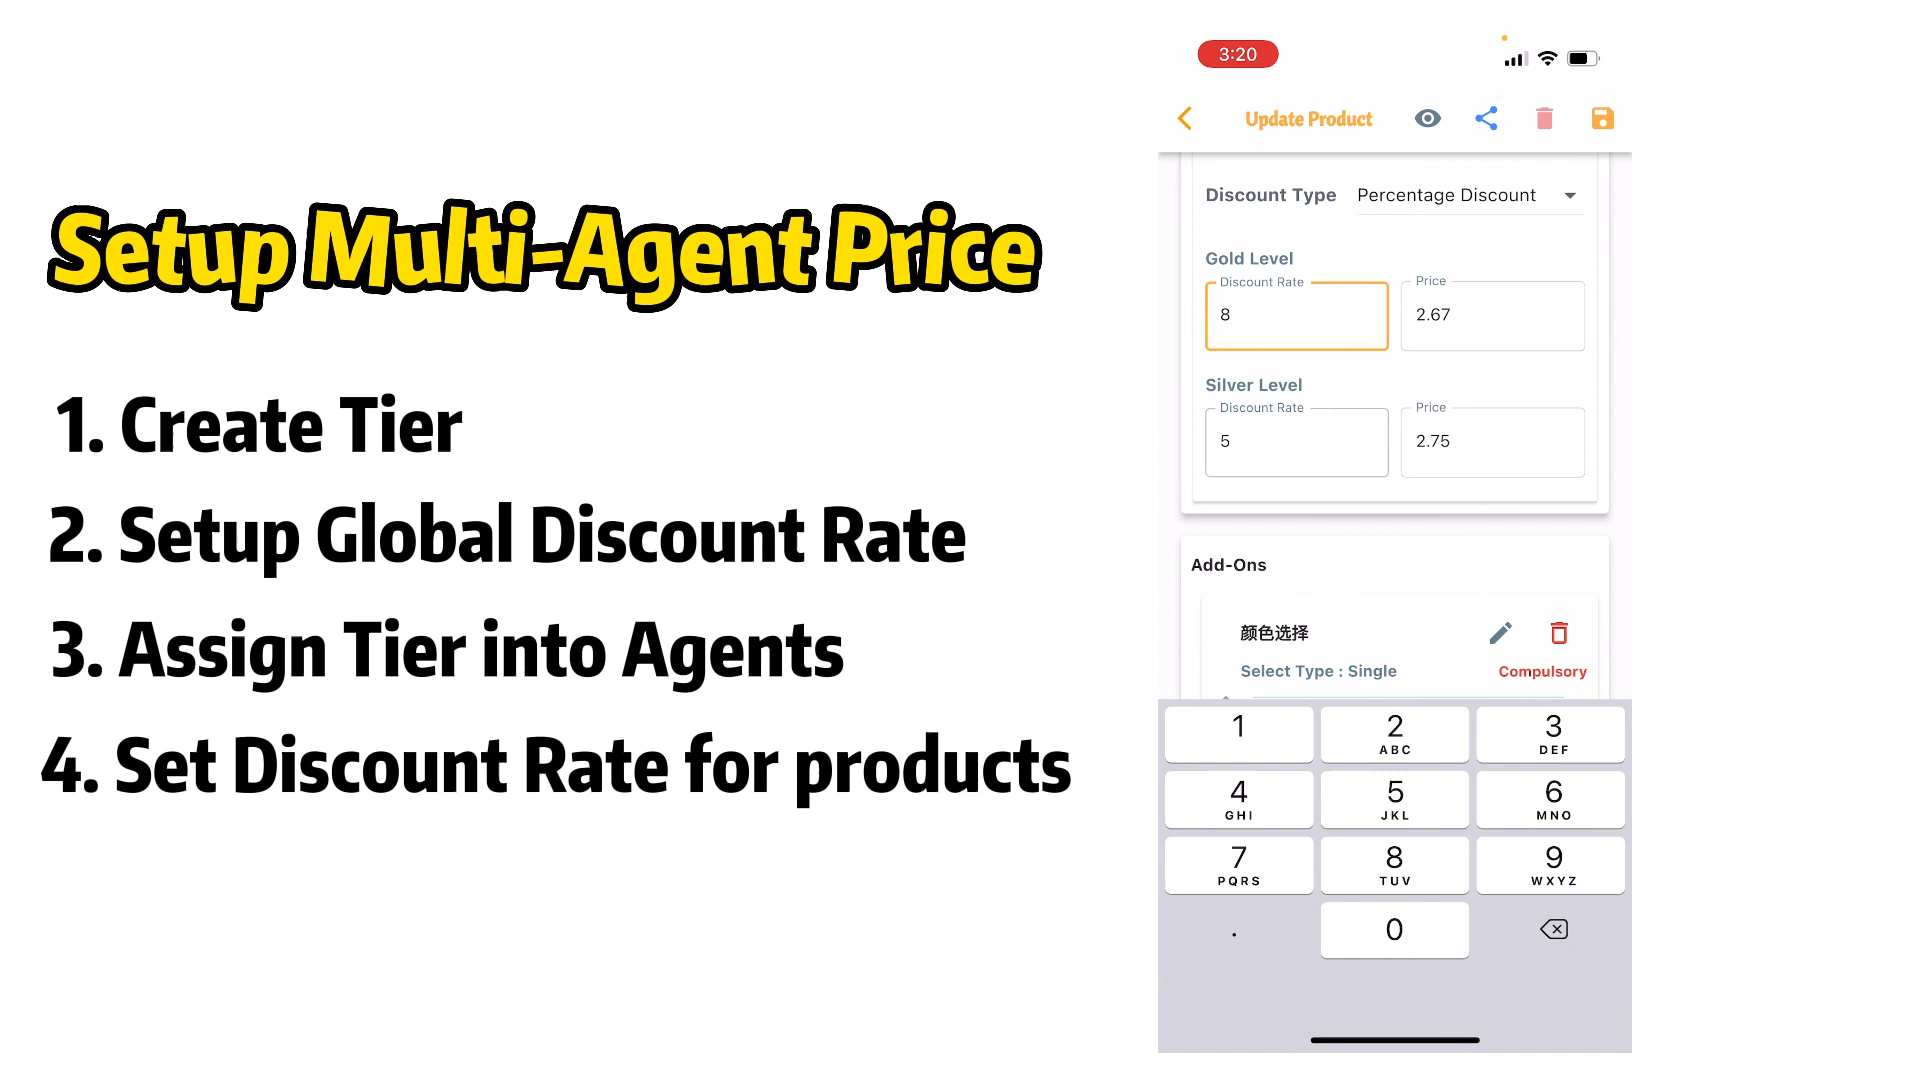 Setup Multi-Agent Price
1. Create Tier
2. Setup Global Discount Rate
3. Assign Tier into Agents
4. Set Discount Rate for products
3:20
Update Product
Discount Type Percentage Discount
Gold Level
Discount Rate Price
8 2.67
Silver Level
Discount Rate Price
5 2.75
Add-Ons
颜色选择
Select Type : Single Compulsory
1 2 3
ABC DEF
4 5 6
GHI JKL MNO
7 8 9
PQRS TUV WXYZ
. 0